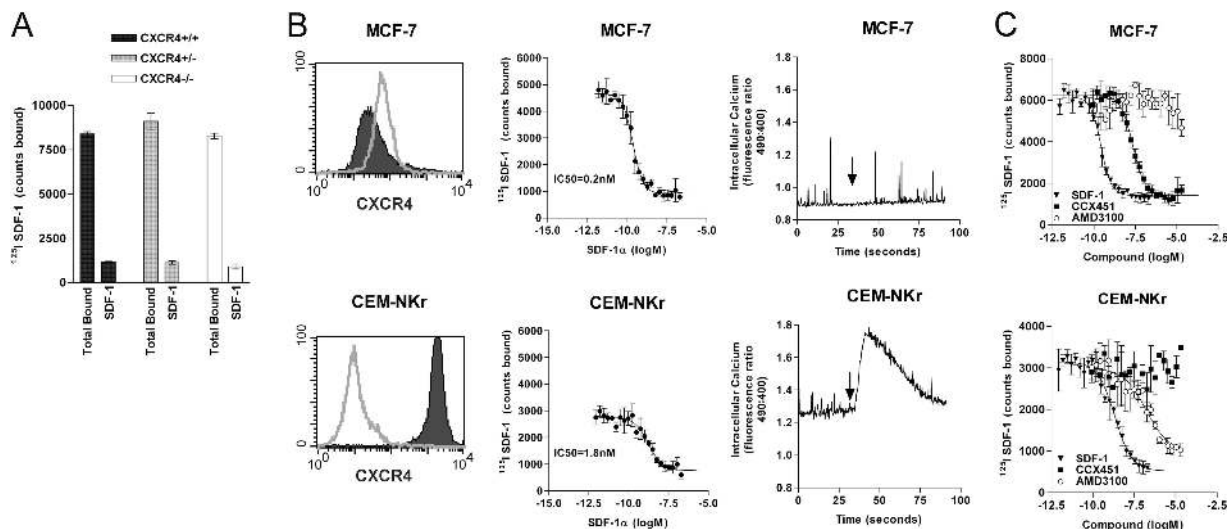 A
CXCR4+/+
CXCR4+/-
CXCR4-/-
¹²⁵I SDF-1 (counts bound)
10000
7500
5000
2500
0
Total Bound
SDF-1
Total Bound
SDF-1
Total Bound
SDF-1
B
MCF-7
100
0
10⁰
10⁴
CXCR4
MCF-7
¹²⁵I SDF-1 (counts bound)
6000
5000
4000
3000
2000
1000
0
IC50=0.2nM
-15.0
-12.5
-10.0
-7.5
-5.0
SDF-1α (logM)
MCF-7
Intracellular Calcium
(fluorescence ratio
490:400)
1.8
1.6
1.4
1.2
1.0
0.8
0
25
50
75
100
Time (seconds)
CEM-NKr
100
0
10⁰
10⁴
CXCR4
CEM-NKr
¹²⁵I SDF-1 (counts bound)
6000
5000
4000
3000
2000
1000
0
IC50=1.8nM
-15.0
-12.5
-10.0
-7.5
-5.0
SDF-1α (logM)
CEM-NKr
Intracellular Calcium
(fluorescence ratio
490:400)
1.8
1.6
1.4
1.2
1.0
0.8
0
25
50
75
100
Time (seconds)
C
MCF-7
¹²⁵I SDF-1 (counts bound)
8000
6000
4000
2000
0
SDF-1
CCX451
AMD3100
-12.5
-10.0
-7.5
-5.0
-2.5
Compound (logM)
CEM-NKr
¹²⁵I SDF-1 (counts bound)
4000
3000
2000
1000
0
SDF-1
CCX451
AMD3100
-12.5
-10.0
-7.5
-5.0
-2.5
Compound (logM)